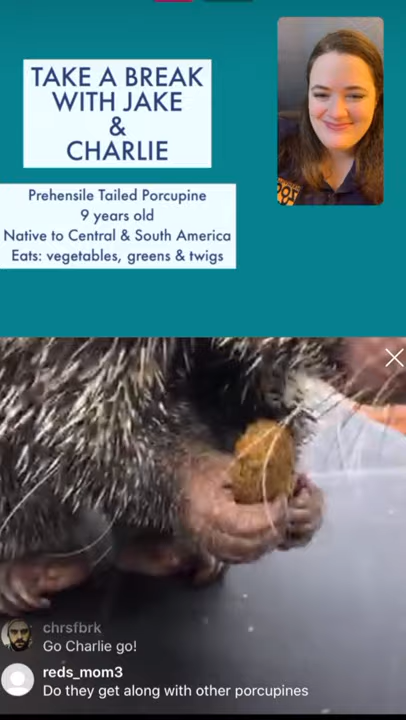 TAKE A BREAK
WITH JAKE
&
CHARLIE
Prehensile Tailed Porcupine
9 years old
Native to Central & South America
Eats: vegetables, greens & twigs
chrsfbrk
Go Charlie go!
reds_mom3
Do they get along with other porcupines